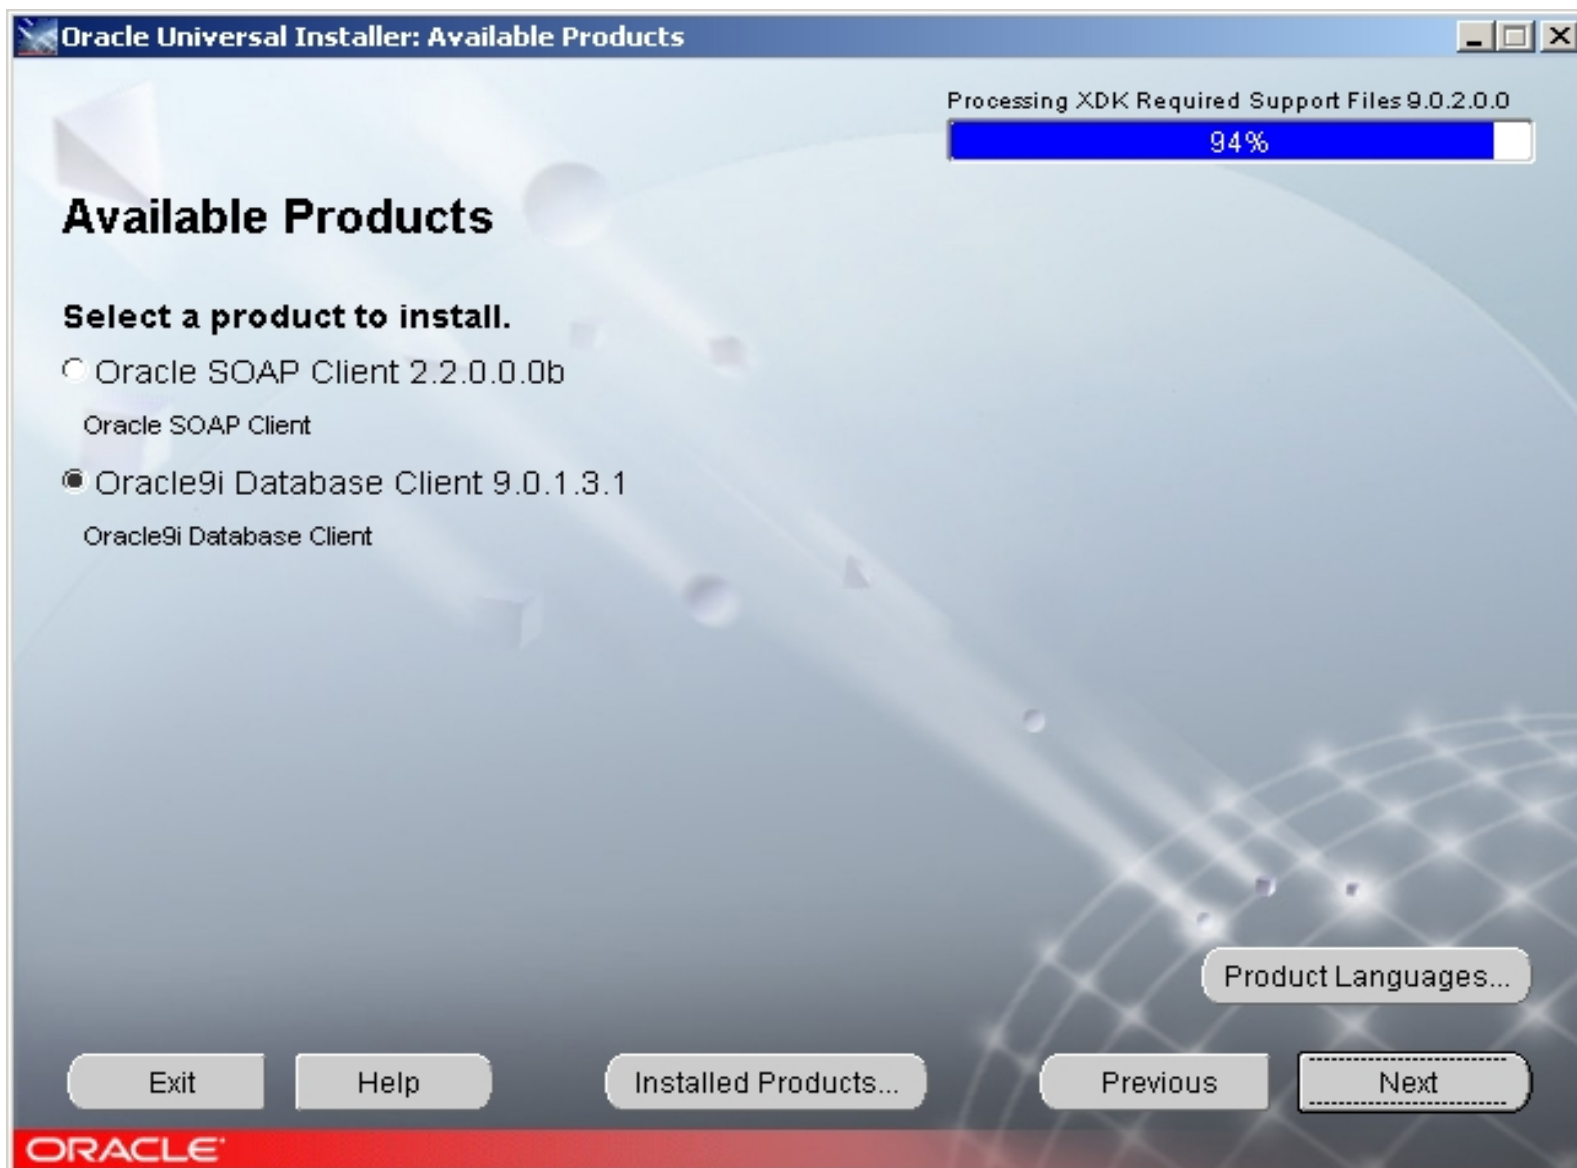 Oracle Universal Installer: Available Products
Processing XDK Required Support Files 9.0.2.0.0
94%
Available Products
Select a product to install.
Oracle SOAP Client 2.2.0.0.0b
Oracle SOAP Client
Oracle9i Database Client 9.0.1.3.1
Oracle9i Database Client
Product Languages...
Exit Help Installed Products... Previous Next
ORACLE